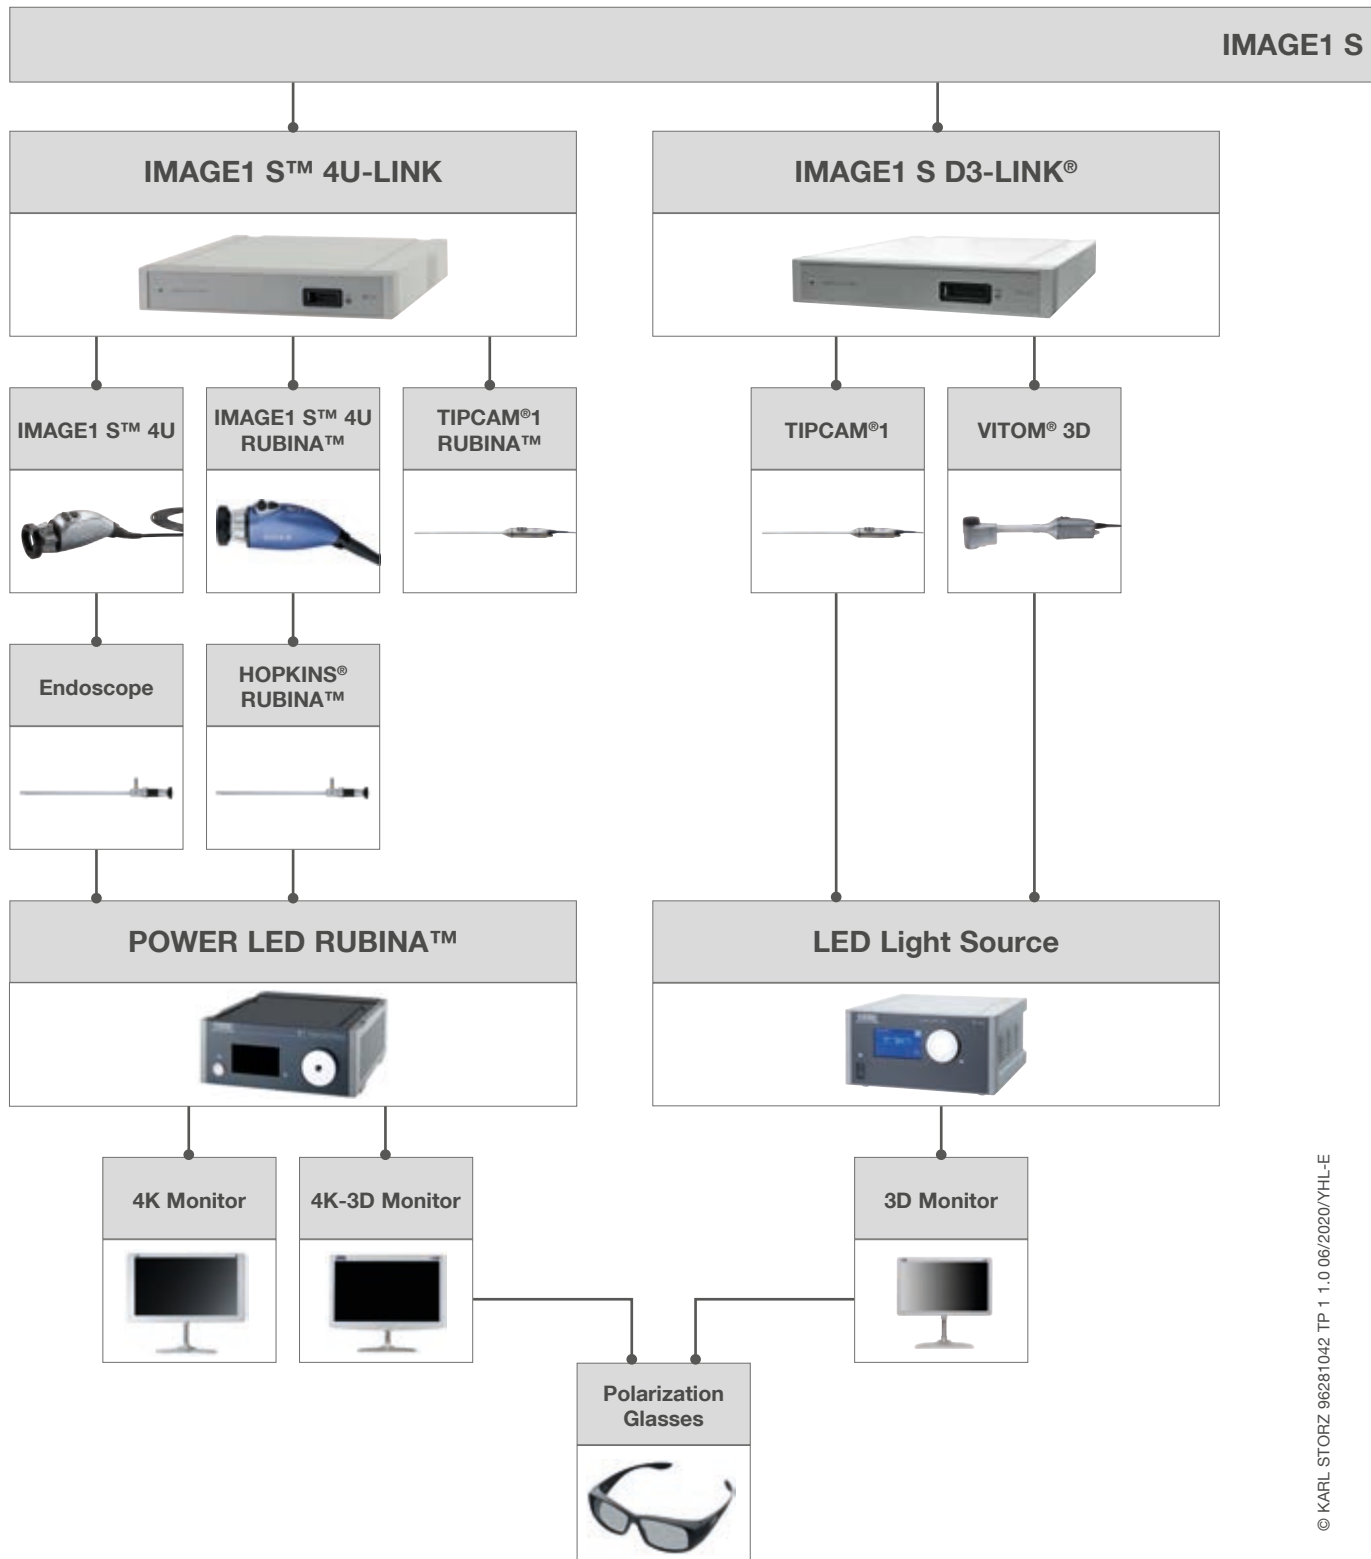 IMAGE1 S
IMAGE1 S™ 4U-LINK
IMAGE1 S D3-LINK®
IMAGE1 S™ 4U
IMAGE1 S™ 4U
RUBINA™
TIPCAM®1
RUBINA™
TIPCAM®1
VITOM® 3D
Endoscope
HOPKINS®
RUBINA™
POWER LED RUBINA™
LED Light Source
4K Monitor
4K-3D Monitor
3D Monitor
Polarization
Glasses
© KARL STORZ 96281042 TP 1 1.0 06/2020/YHL-E